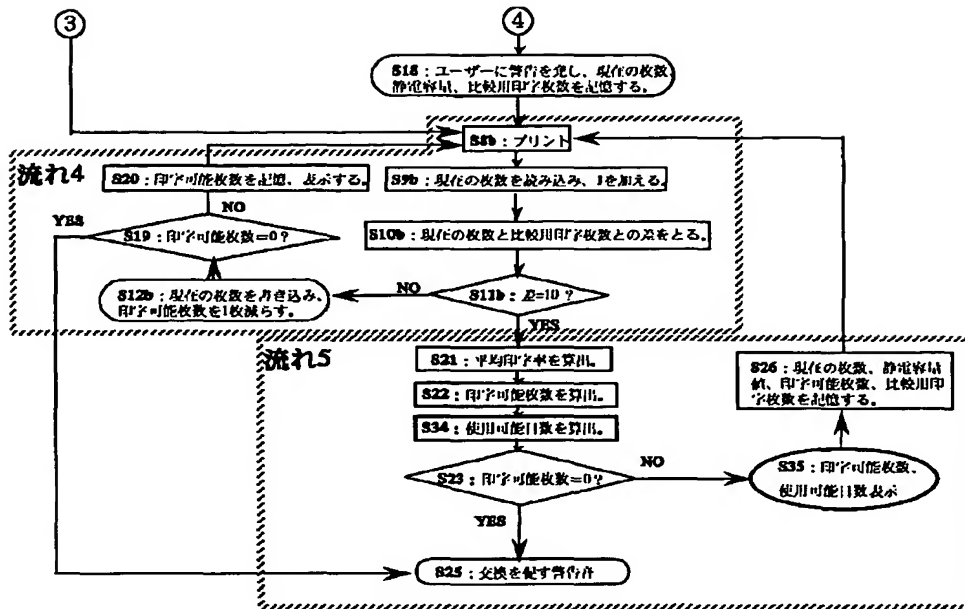 ③
④
S18：ユーザーに警告を発し、現在の枚数
静電容量、比較用印字枚数を記憶する。
S8b：プリント
流れ4
S20：印字可能枚数を記憶、表示する。
S9b：現在の枚数を読み込み、1を加える。
YES
NO
S19：印字可能枚数=0？
S10b：現在の枚数と比較用印字枚数との差をとる。
S12b：現在の枚数を書き込み、
印字可能枚数を1枚減らす。
NO
S11b：差=10？
YES
流れ5
S21：平均印字率を算出。
S22：印字可能枚数を算出。
S34：使用可能日数を算出。
S26：現在の枚数、静電容量
値、印字可能枚数、比較用印
字枚数を記憶する。
S23：印字可能枚数=0？
NO
S35：印字可能枚数、
使用可能日数表示
YES
S25：交換を促す警告